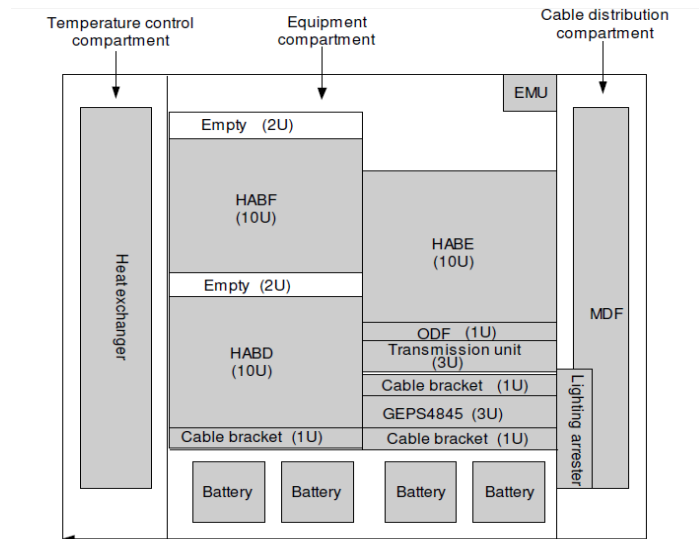 Temperature control
compartment
Equipment
compartment
Cable distribution
compartment
EMU
Empty (2U)
HABF
(10U)
HABE
(10U)
Empty (2U)
HABD
(10U)
ODF (1U)
Transmission unit
(3U)
Cable bracket (1U)
GEPS4845 (3U)
Cable bracket (1U)
Cable bracket (1U)
Heat exchanger
MDF
Lighting arrester
Battery
Battery
Battery
Battery